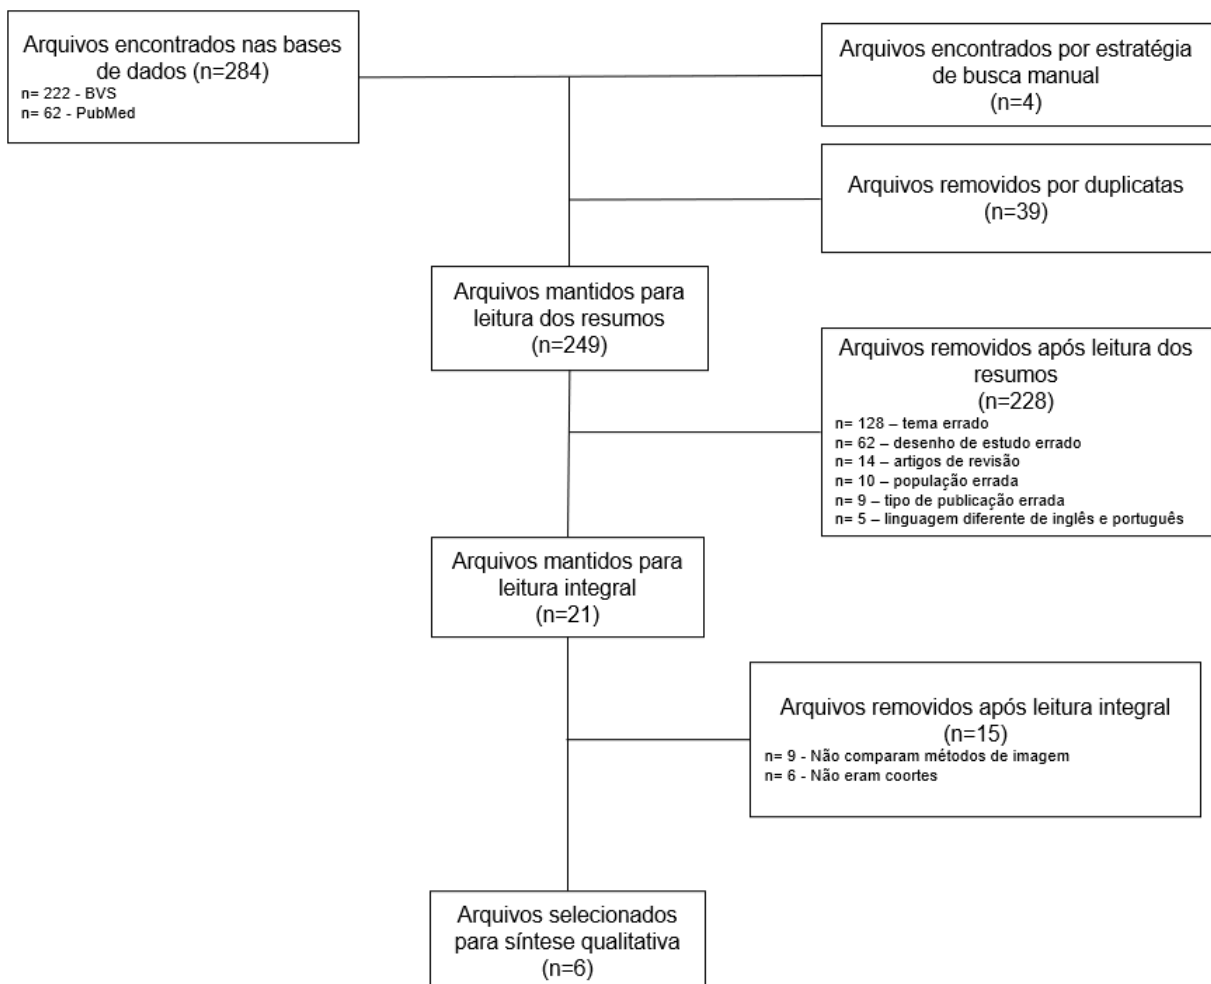 Arquivos encontrados nas bases
de dados (n=284)
n= 222 - BVS
n= 62 - PubMed
Arquivos encontrados por estratégia
de busca manual
(n=4)
Arquivos removidos por duplicatas
(n=39)
Arquivos mantidos para
leitura dos resumos
(n=249)
Arquivos removidos após leitura dos
resumos
(n=228)
n= 128 – tema errado
n= 62 – desenho de estudo errado
n= 14 – artigos de revisão
n= 10 – população errada
n= 9 – tipo de publicação errada
n= 5 – linguagem diferente de inglês e português
Arquivos mantidos para
leitura integral
(n=21)
Arquivos removidos após leitura integral
(n=15)
n= 9 - Não comparam métodos de imagem
n= 6 - Não eram coortes
Arquivos selecionados
para síntese qualitativa
(n=6)